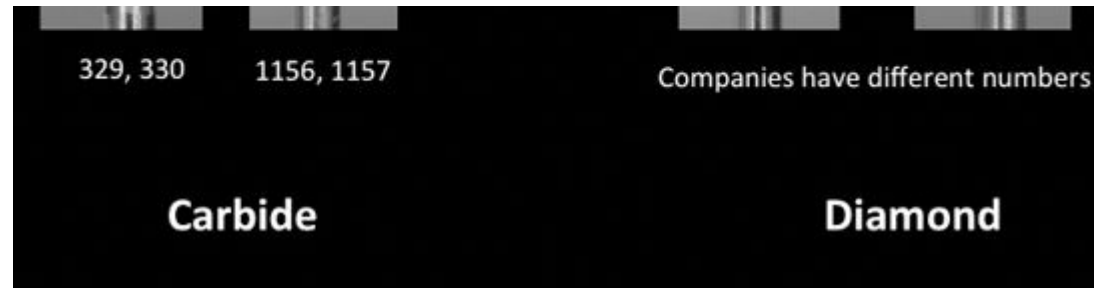 329, 330
1156, 1157
Companies have different numbers
Carbide
Diamond